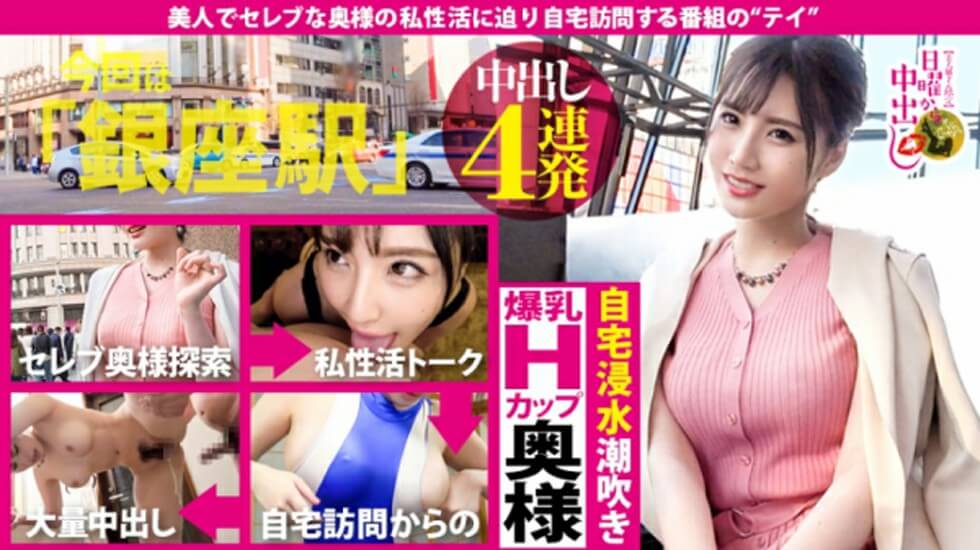 美人でセレブな奥様の私性活に迫り自宅訪問する番組の“テイ”
今回は
「銀座駅」
中出し
4連発
日曜から
中出し
セレブ奥様探索
私性活トーク
自宅訪問からの
大量中出し
爆乳
H
カップ
奥様
自宅浸水潮吹き